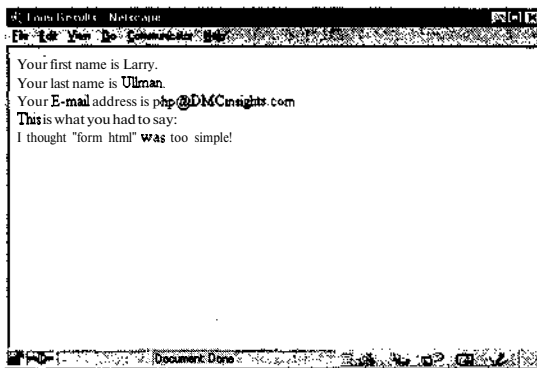 Form Results - Netscape
File Edit View Go Communicator Help
Your first name is Larry.
Your last name is Ullman.
Your E-mail address is php@DMCinsights.com
This is what you had to say:
I thought "form html" was too simple!
Document Done